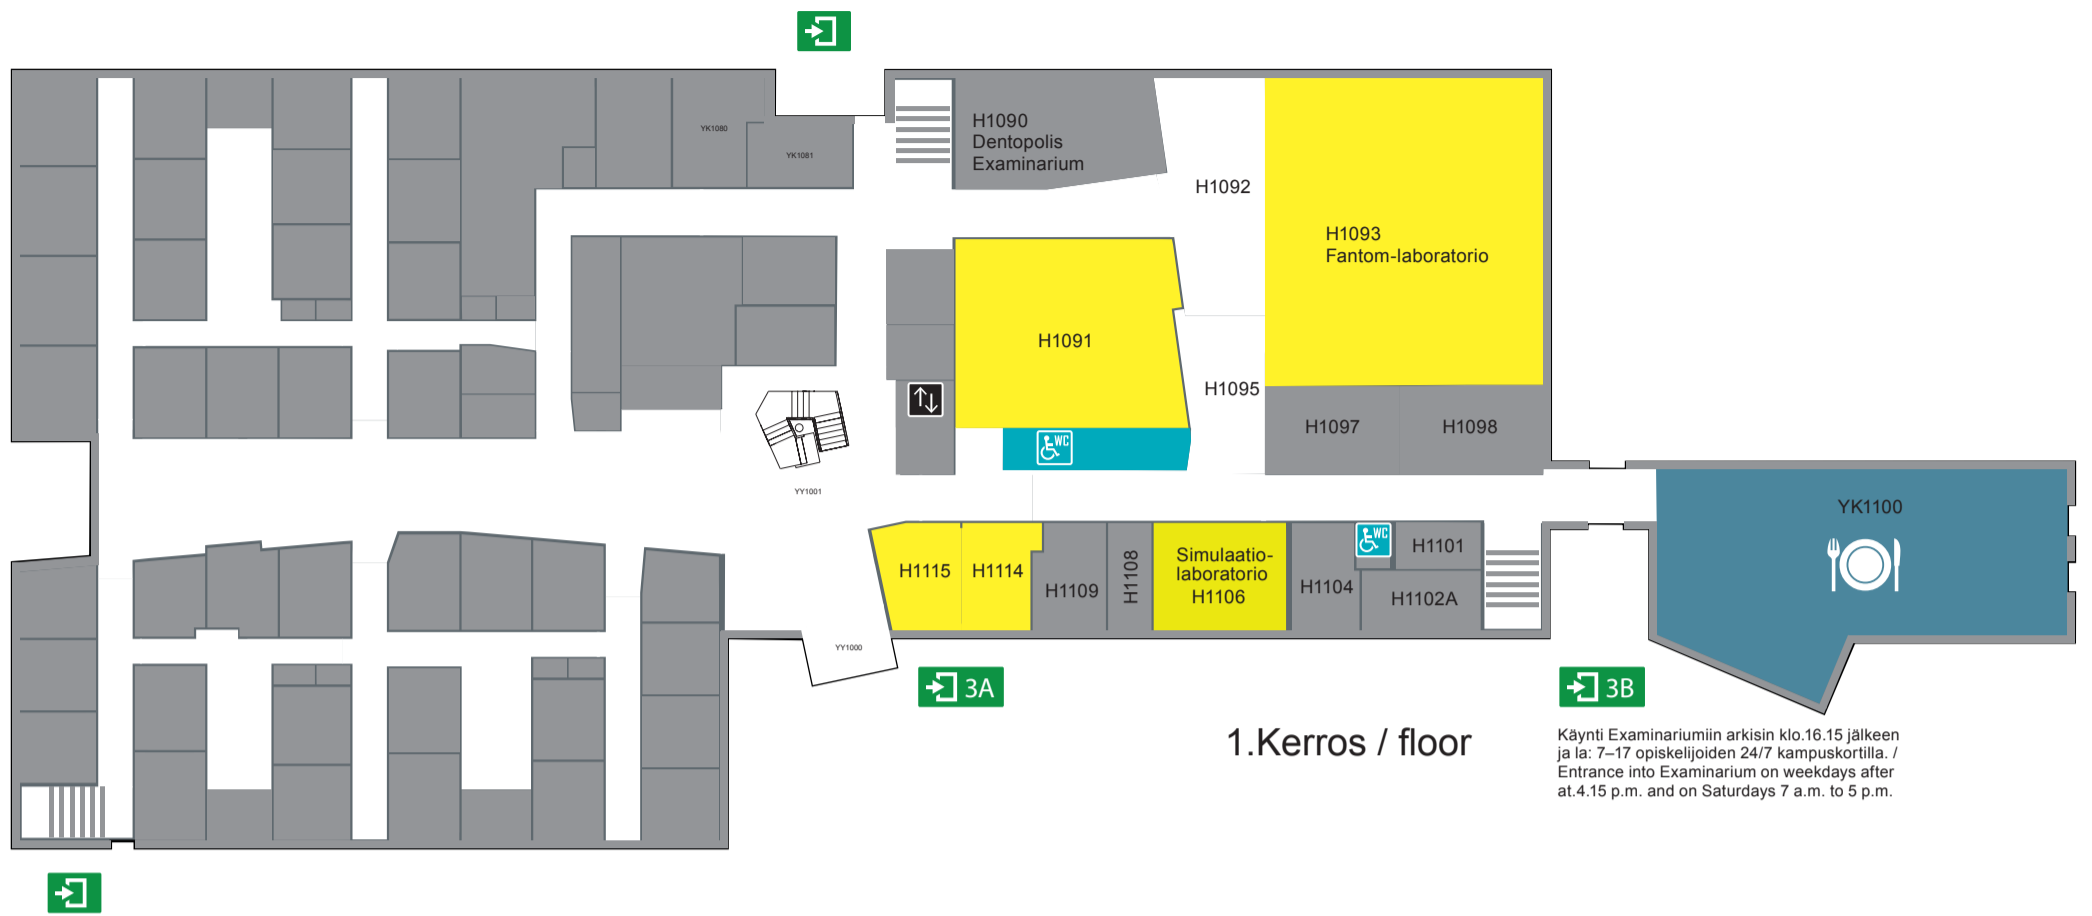 YK1080
YK1081
H1090
Dentopolis
Examinarium
H1092
H1093
Fantom-laboratorio
H1091
H1095
H1097
H1098
WC
YY1001
YK1100
H1115
H1114
H1109
H1108
Simulaatio-
laboratorio
H1106
H1104
WC
H1101
H1102A
YY1000
3A
3B
1.Kerros / floor
Käynti Examinariumiin arkisin klo.16.15 jälkeen
ja la: 7–17 opiskelijoiden 24/7 kampuskortilla. /
Entrance into Examinarium on weekdays after
at.4.15 p.m. and on Saturdays 7 a.m. to 5 p.m.